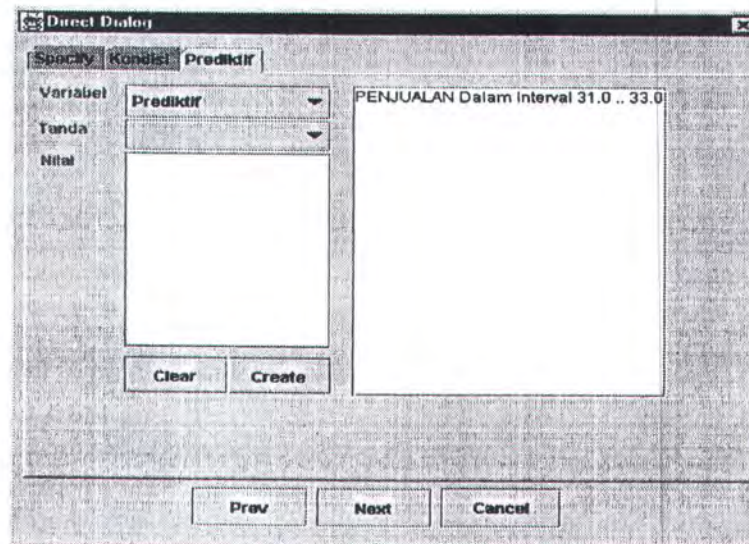 Direct Dialog
Specify Kondisi Prediktif
Variabel
Prediktif
Tanda
Nilai
PENJUALAN Dalam Interval 31.0 .. 33.0
Clear Create
Prev Next Cancel